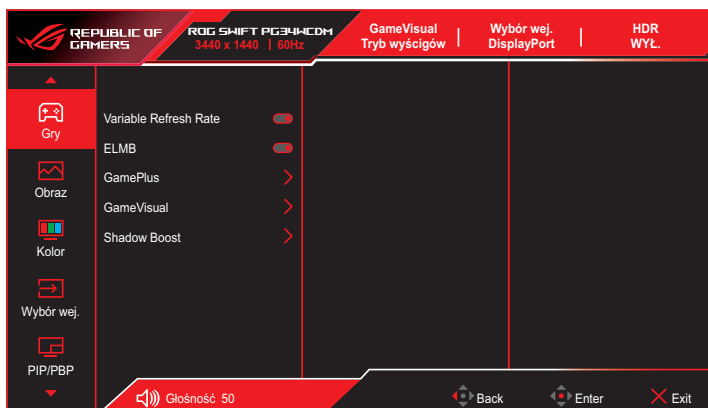 REPUBLIC OF
GAMERS
ROG SWIFT PG34WCDM
3440 x 1440 | 60Hz
GameVisual
Tryb wyścigów
Wybór wej.
DisplayPort
HDR
WYŁ.
Gry
Obraz
Kolor
Wybór wej.
PIP/PBP
Variable Refresh Rate
ELMB
GamePlus
GameVisual
Shadow Boost
Głośność 50
Back
Enter
Exit